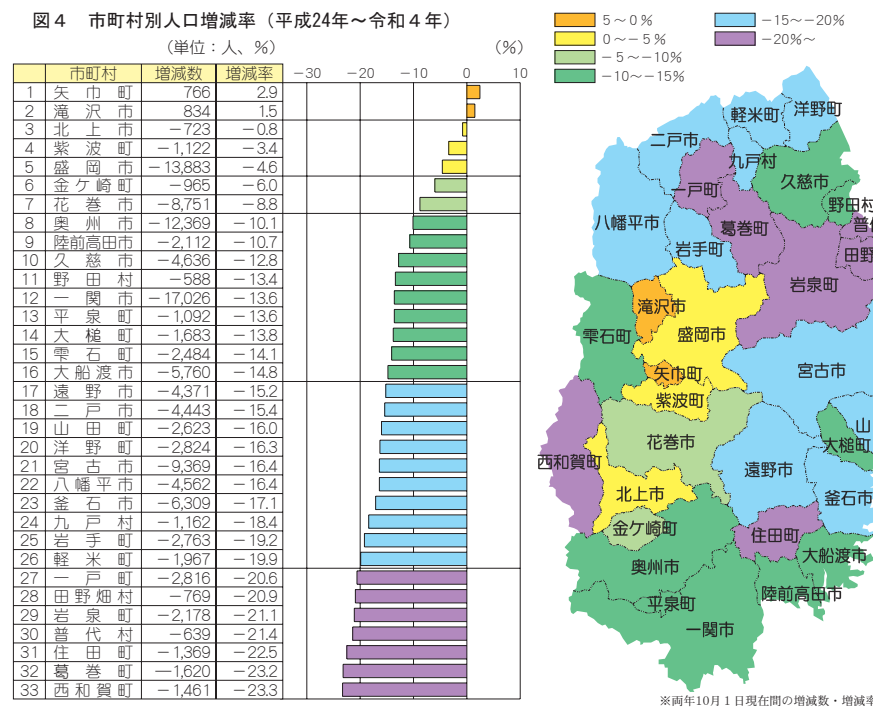 図４　市町村別人口増減率（平成24年～令和４年）
（単位：人、％）　（％）
市町村　増減数　増減率　−30　−20　−10　0　10
1　矢巾町　766　2.9
2　滝沢市　834　1.5
3　北上市　−723　−0.8
4　紫波町　−1,122　−3.4
5　盛岡市　−13,883　−4.6
6　金ケ崎町　−965　−6.0
7　花巻市　−8,751　−8.8
8　奥州市　−12,369　−10.1
9　陸前高田市　−2,112　−10.7
10　久慈市　−4,636　−12.8
11　野田村　−588　−13.4
12　一関市　−17,026　−13.6
13　平泉町　−1,092　−13.6
14　大槌町　−1,683　−13.8
15　雫石町　−2,484　−14.1
16　大船渡市　−5,760　−14.8
17　遠野市　−4,371　−15.2
18　二戸市　−4,443　−15.4
19　山田町　−2,623　−16.0
20　洋野町　−2,824　−16.3
21　宮古市　−9,369　−16.4
22　八幡平市　−4,562　−16.4
23　釜石市　−6,309　−17.1
24　九戸村　−1,162　−18.4
25　岩手町　−2,763　−19.2
26　軽米町　−1,967　−19.9
27　一戸町　−2,816　−20.6
28　田野畑村　−769　−20.9
29　岩泉町　−2,178　−21.1
30　普代村　−639　−21.4
31　住田町　−1,369　−22.5
32　葛巻町　−1,620　−23.2
33　西和賀町　−1,461　−23.3
5～0％　−15～−20％
0～−5％　−20％～
−5～−10％
−10～−15％
洋野町
軽米町
二戸市
九戸村
久慈市
一戸町
野田村
普
八幡平市
葛巻町
岩手町
田野
岩泉町
滝沢市
雫石町
盛岡市
宮古市
矢巾町
紫波町
山
大槌町
花巻市
西和賀町
遠野市
北上市
釜石市
金ケ崎町
住田町
大船渡市
奥州市
陸前高田市
平泉町
一関市
※両年10月１日現在間の増減数・増減率